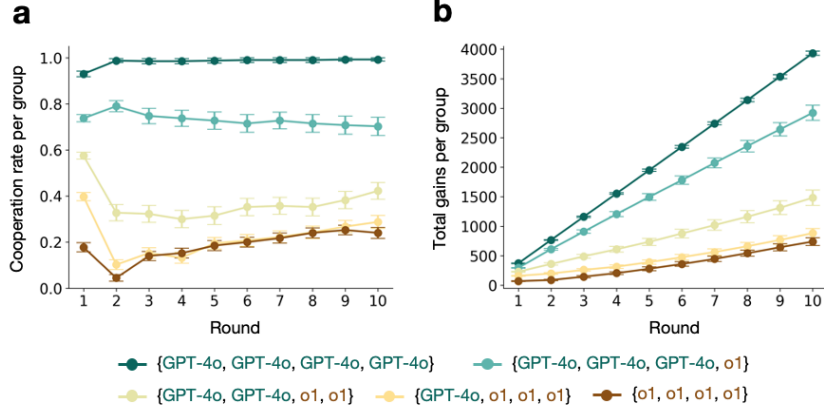 a
Cooperation rate per group
1.0
0.8
0.6
0.4
0.2
0.0
1 2 3 4 5 6 7 8 9 10
Round
b
Total gains per group
4000
3500
3000
2500
2000
1500
1000
500
0
1 2 3 4 5 6 7 8 9 10
Round
{GPT-4o, GPT-4o, GPT-4o, GPT-4o} {GPT-4o, GPT-4o, GPT-4o, o1}
{GPT-4o, GPT-4o, o1, o1} {GPT-4o, o1, o1, o1} {o1, o1, o1, o1}